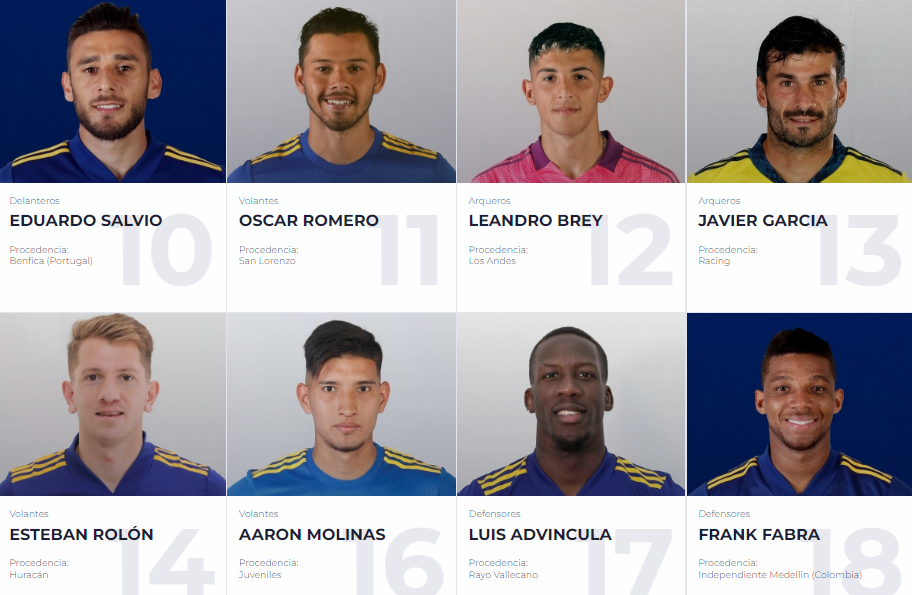 Delanteros
EDUARDO SALVIO
10
Procedencia:
Benfica (Portugal)
Volantes
OSCAR ROMERO
11
Procedencia:
San Lorenzo
Arqueros
LEANDRO BREY
12
Procedencia:
Los Andes
Arqueros
JAVIER GARCIA
13
Procedencia:
Racing
Volantes
ESTEBAN ROLÓN
14
Procedencia:
Huracán
Volantes
AARON MOLINAS
16
Procedencia:
Juveniles
Defensores
LUIS ADVINCULA
17
Procedencia:
Rayo Vallecano
Defensores
FRANK FABRA
18
Procedencia:
Independiente Medellin (Colombia)